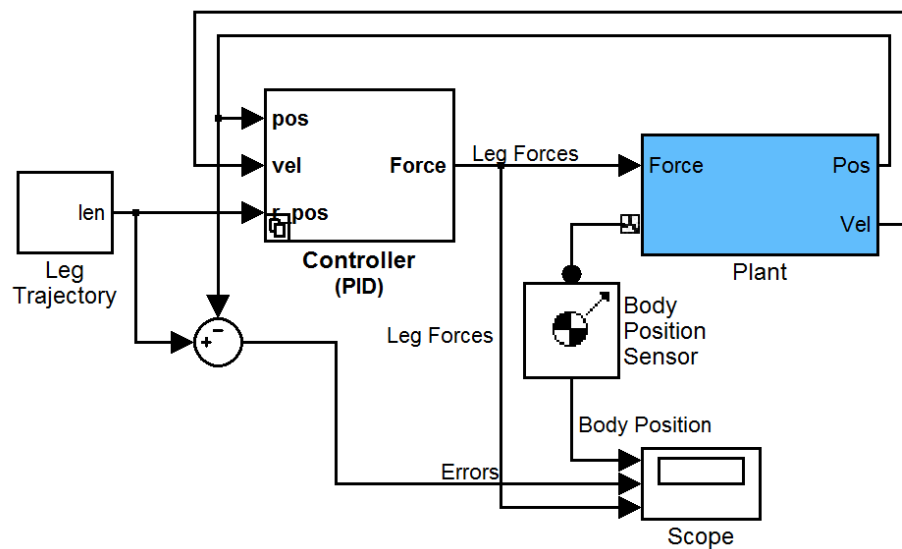 pos
vel
r_pos
Force
Controller
(PID)
len
Leg
Trajectory
Leg Forces
Force
Pos
Vel
Plant
+
−
Leg Forces
Body
Position
Sensor
Body Position
Errors
Scope